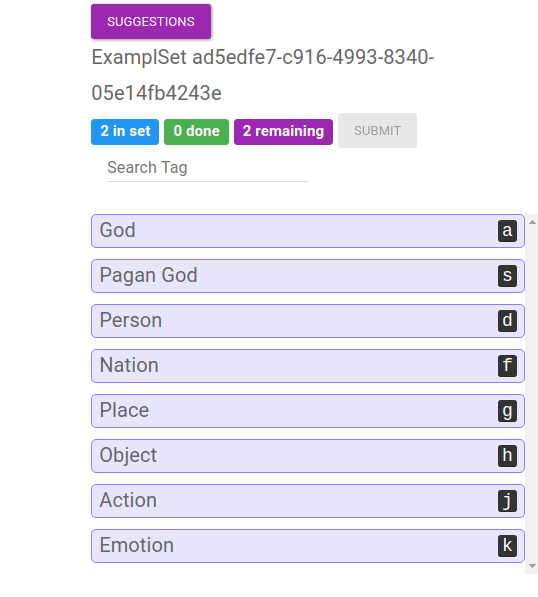 SUGGESTIONS
ExamplSet ad5edfe7-c916-4993-8340-
05e14fb4243e
2 in set 0 done 2 remaining SUBMIT
Search Tag
God a
Pagan God s
Person d
Nation f
Place g
Object h
Action j
Emotion k